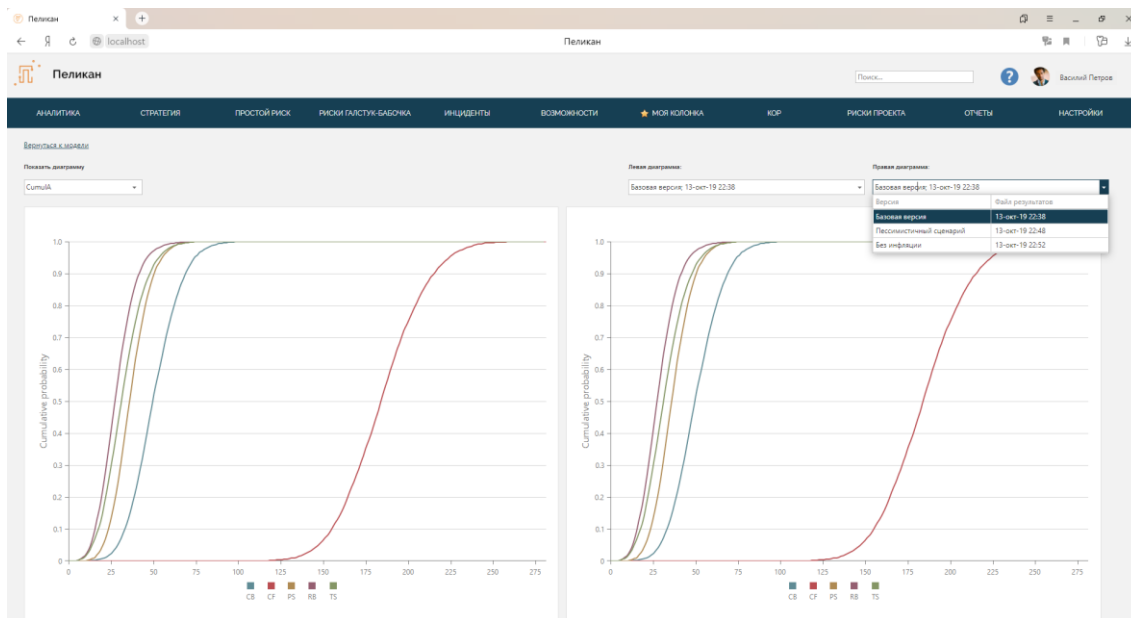 Пеликан
localhost
Пеликан
Пеликан
Поиск...
?
Василий Петров
АНАЛИТИКА СТРАТЕГИЯ ПРОСТОЙ РИСК РИСКИ ГАЛСТУК-БАБОЧКА ИНЦИДЕНТЫ ВОЗМОЖНОСТИ МОЯ КОЛОНКА КОР РИСКИ ПРОЕКТА ОТЧЕТЫ НАСТРОЙКИ
Вернуться к модели
Показать диаграмму Левая диаграмма: Правая диаграмма:
CumulA Базовая версия; 13-окт-19 22:38 Базовая версия; 13-окт-19 22:38
Версия Файл результатов
Базовая версия 13-окт-19 22:38
Пессимистичный сценарий 13-окт-19 22:48
Без инфляции 13-окт-19 22:52
Cumulative probability
1.0
0.9
0.8
0.7
0.6
0.5
0.4
0.3
0.2
0.1
0
0 25 50 75 100 125 150 175 200 225 250 275
CB CF PS RB TS
Cumulative probability
1.0
0.9
0.8
0.7
0.6
0.5
0.4
0.3
0.2
0.1
0
0 25 50 75 100 125 150 175 200 225 250 275
CB CF PS RB TS